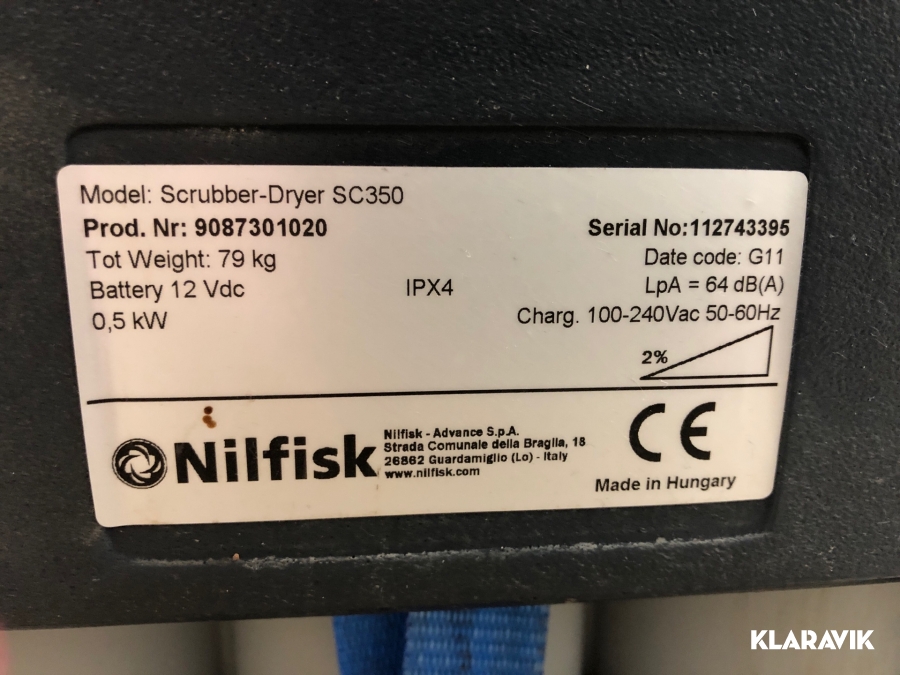 Model: Scrubber-Dryer SC350
Prod. Nr: 9087301020
Serial No:112743395
Tot Weight: 79 kg
Date code: G11
Battery 12 Vdc
IPX4
LpA = 64 dB(A)
0,5 kW
Charg. 100-240Vac 50-60Hz
2%
Nilfisk
Nilfisk - Advance S.p.A.
Strada Comunale della Braglia, 18
26862 Guardamiglio (Lo) - Italy
www.nilfisk.com
CE
Made in Hungary
KLARAVIK